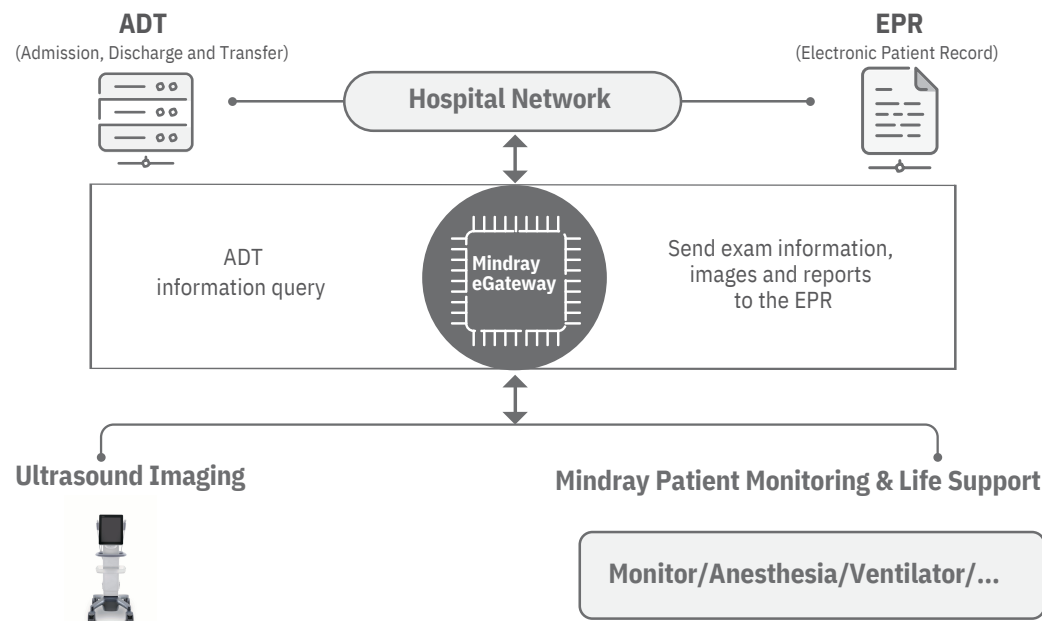 ADT
(Admission, Discharge and Transfer)
EPR
(Electronic Patient Record)
Hospital Network
ADT
information query
Mindray
eGateway
Send exam information,
images and reports
to the EPR
Ultrasound Imaging
Mindray Patient Monitoring & Life Support
Monitor/Anesthesia/Ventilator/...